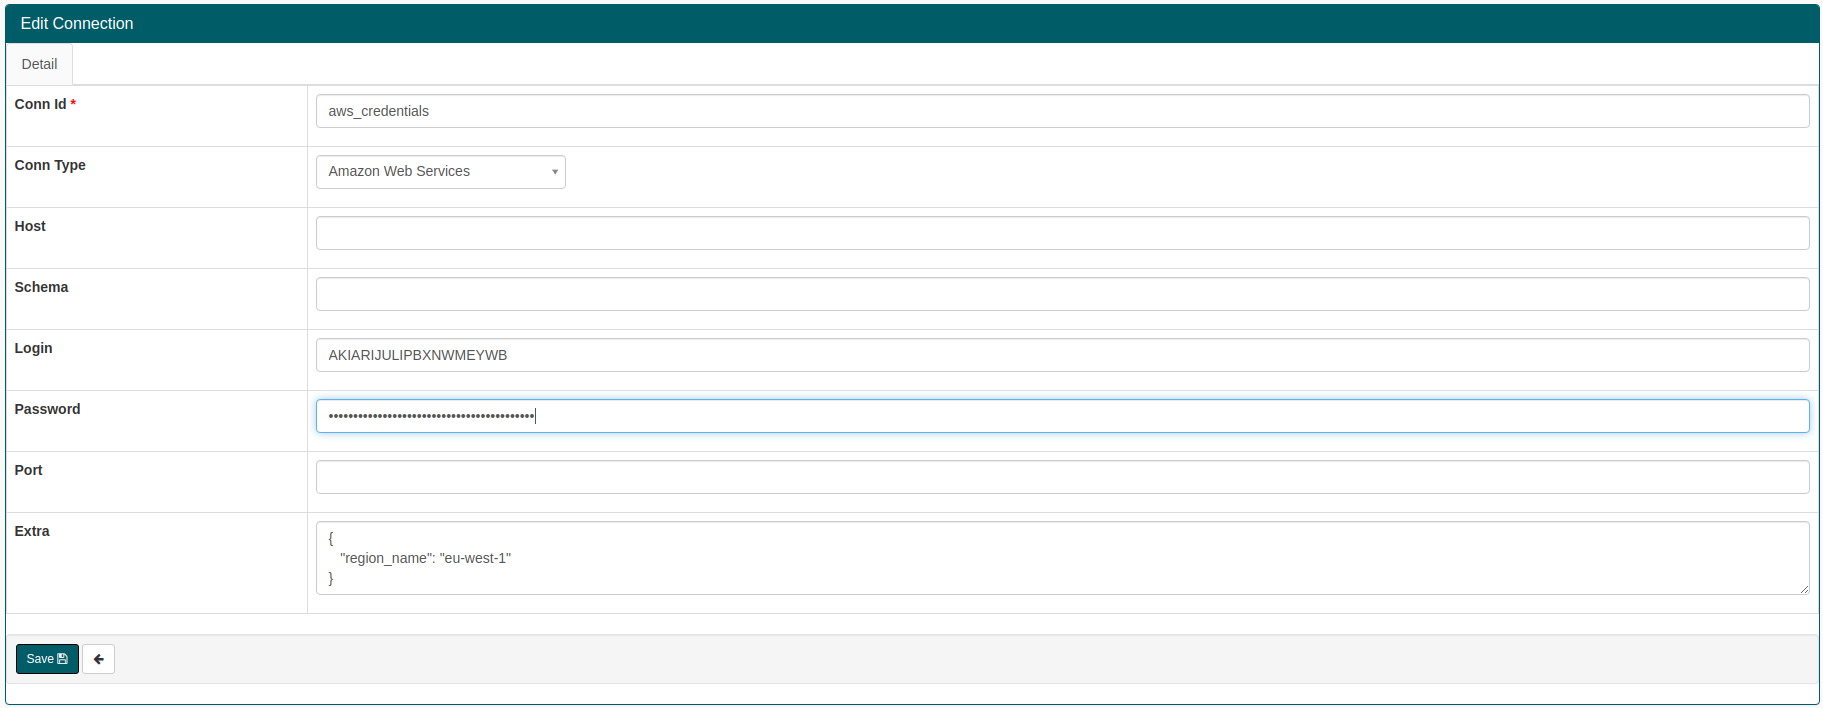 Edit Connection
Detail
Conn Id *
aws_credentials
Conn Type
Amazon Web Services
Host
Schema
Login
AKIARIJULIPBXNWMEYWB
Password
••••••••••••••••••••••••••••••••••••••••
Port
Extra
{
"region_name": "eu-west-1"
}
Save